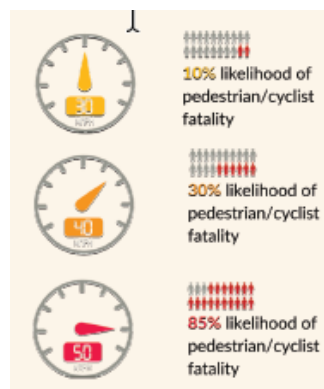 30
KM/H
10% likelihood of
pedestrian/cyclist
fatality
40
KM/H
30% likelihood of
pedestrian/cyclist
fatality
50
KM/H
85% likelihood of
pedestrian/cyclist
fatality